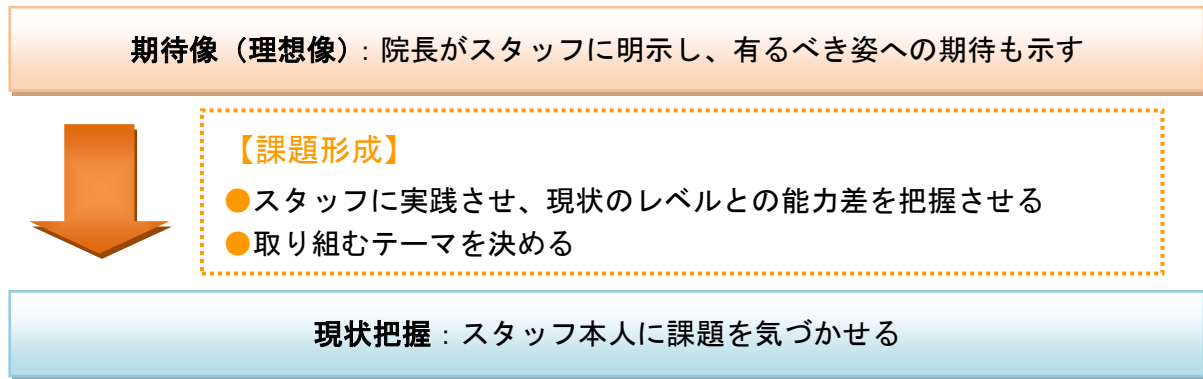 期待像（理想像）：院長がスタッフに明示し、有るべき姿への期待も示す
【課題形成】
●スタッフに実践させ、現状のレベルとの能力差を把握させる
●取り組むテーマを決める
現状把握：スタッフ本人に課題を気づかせる